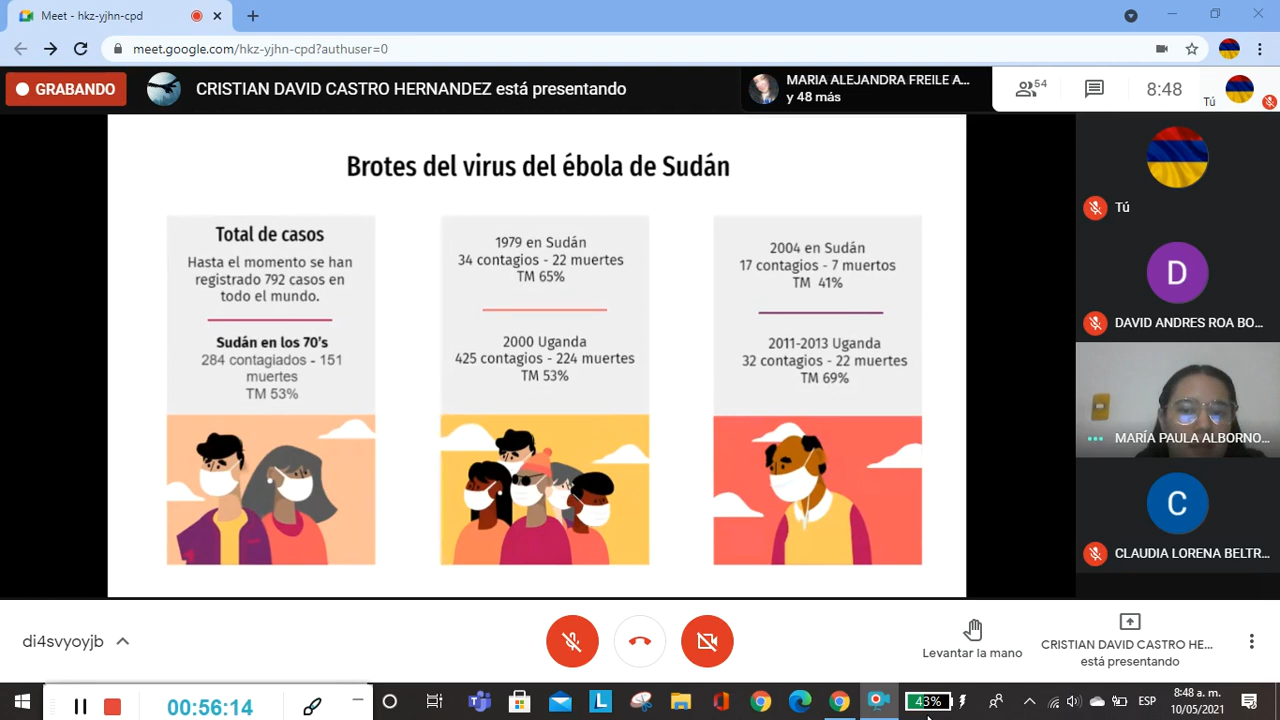 Meet - hkz-yjhn-cpd
meet.google.com/hkz-yjhn-cpd?authuser=0
GRABANDO
CRISTIAN DAVID CASTRO HERNANDEZ está presentando
MARIA ALEJANDRA FREILE A...
y 48 más
54
8:48
Tú
Brotes del virus del ébola de Sudán
Total de casos
Hasta el momento se han
registrado 792 casos en
todo el mundo.
Sudán en los 70's
284 contagiados - 151
muertes
TM 53%
1979 en Sudán
34 contagios - 22 muertes
TM 65%
2000 Uganda
425 contagios - 224 muertes
TM 53%
2004 en Sudán
17 contagios - 7 muertos
TM 41%
2011-2013 Uganda
32 contagios - 22 muertes
TM 69%
Tú
D
DAVID ANDRES ROA BO...
MARÍA PAULA ALBORNO...
C
CLAUDIA LORENA BELTR...
di4svyoyjb
Levantar la mano
CRISTIAN DAVID CASTRO HE...
está presentando
00:56:14
43%
ESP
8:48 a. m.
10/05/2021